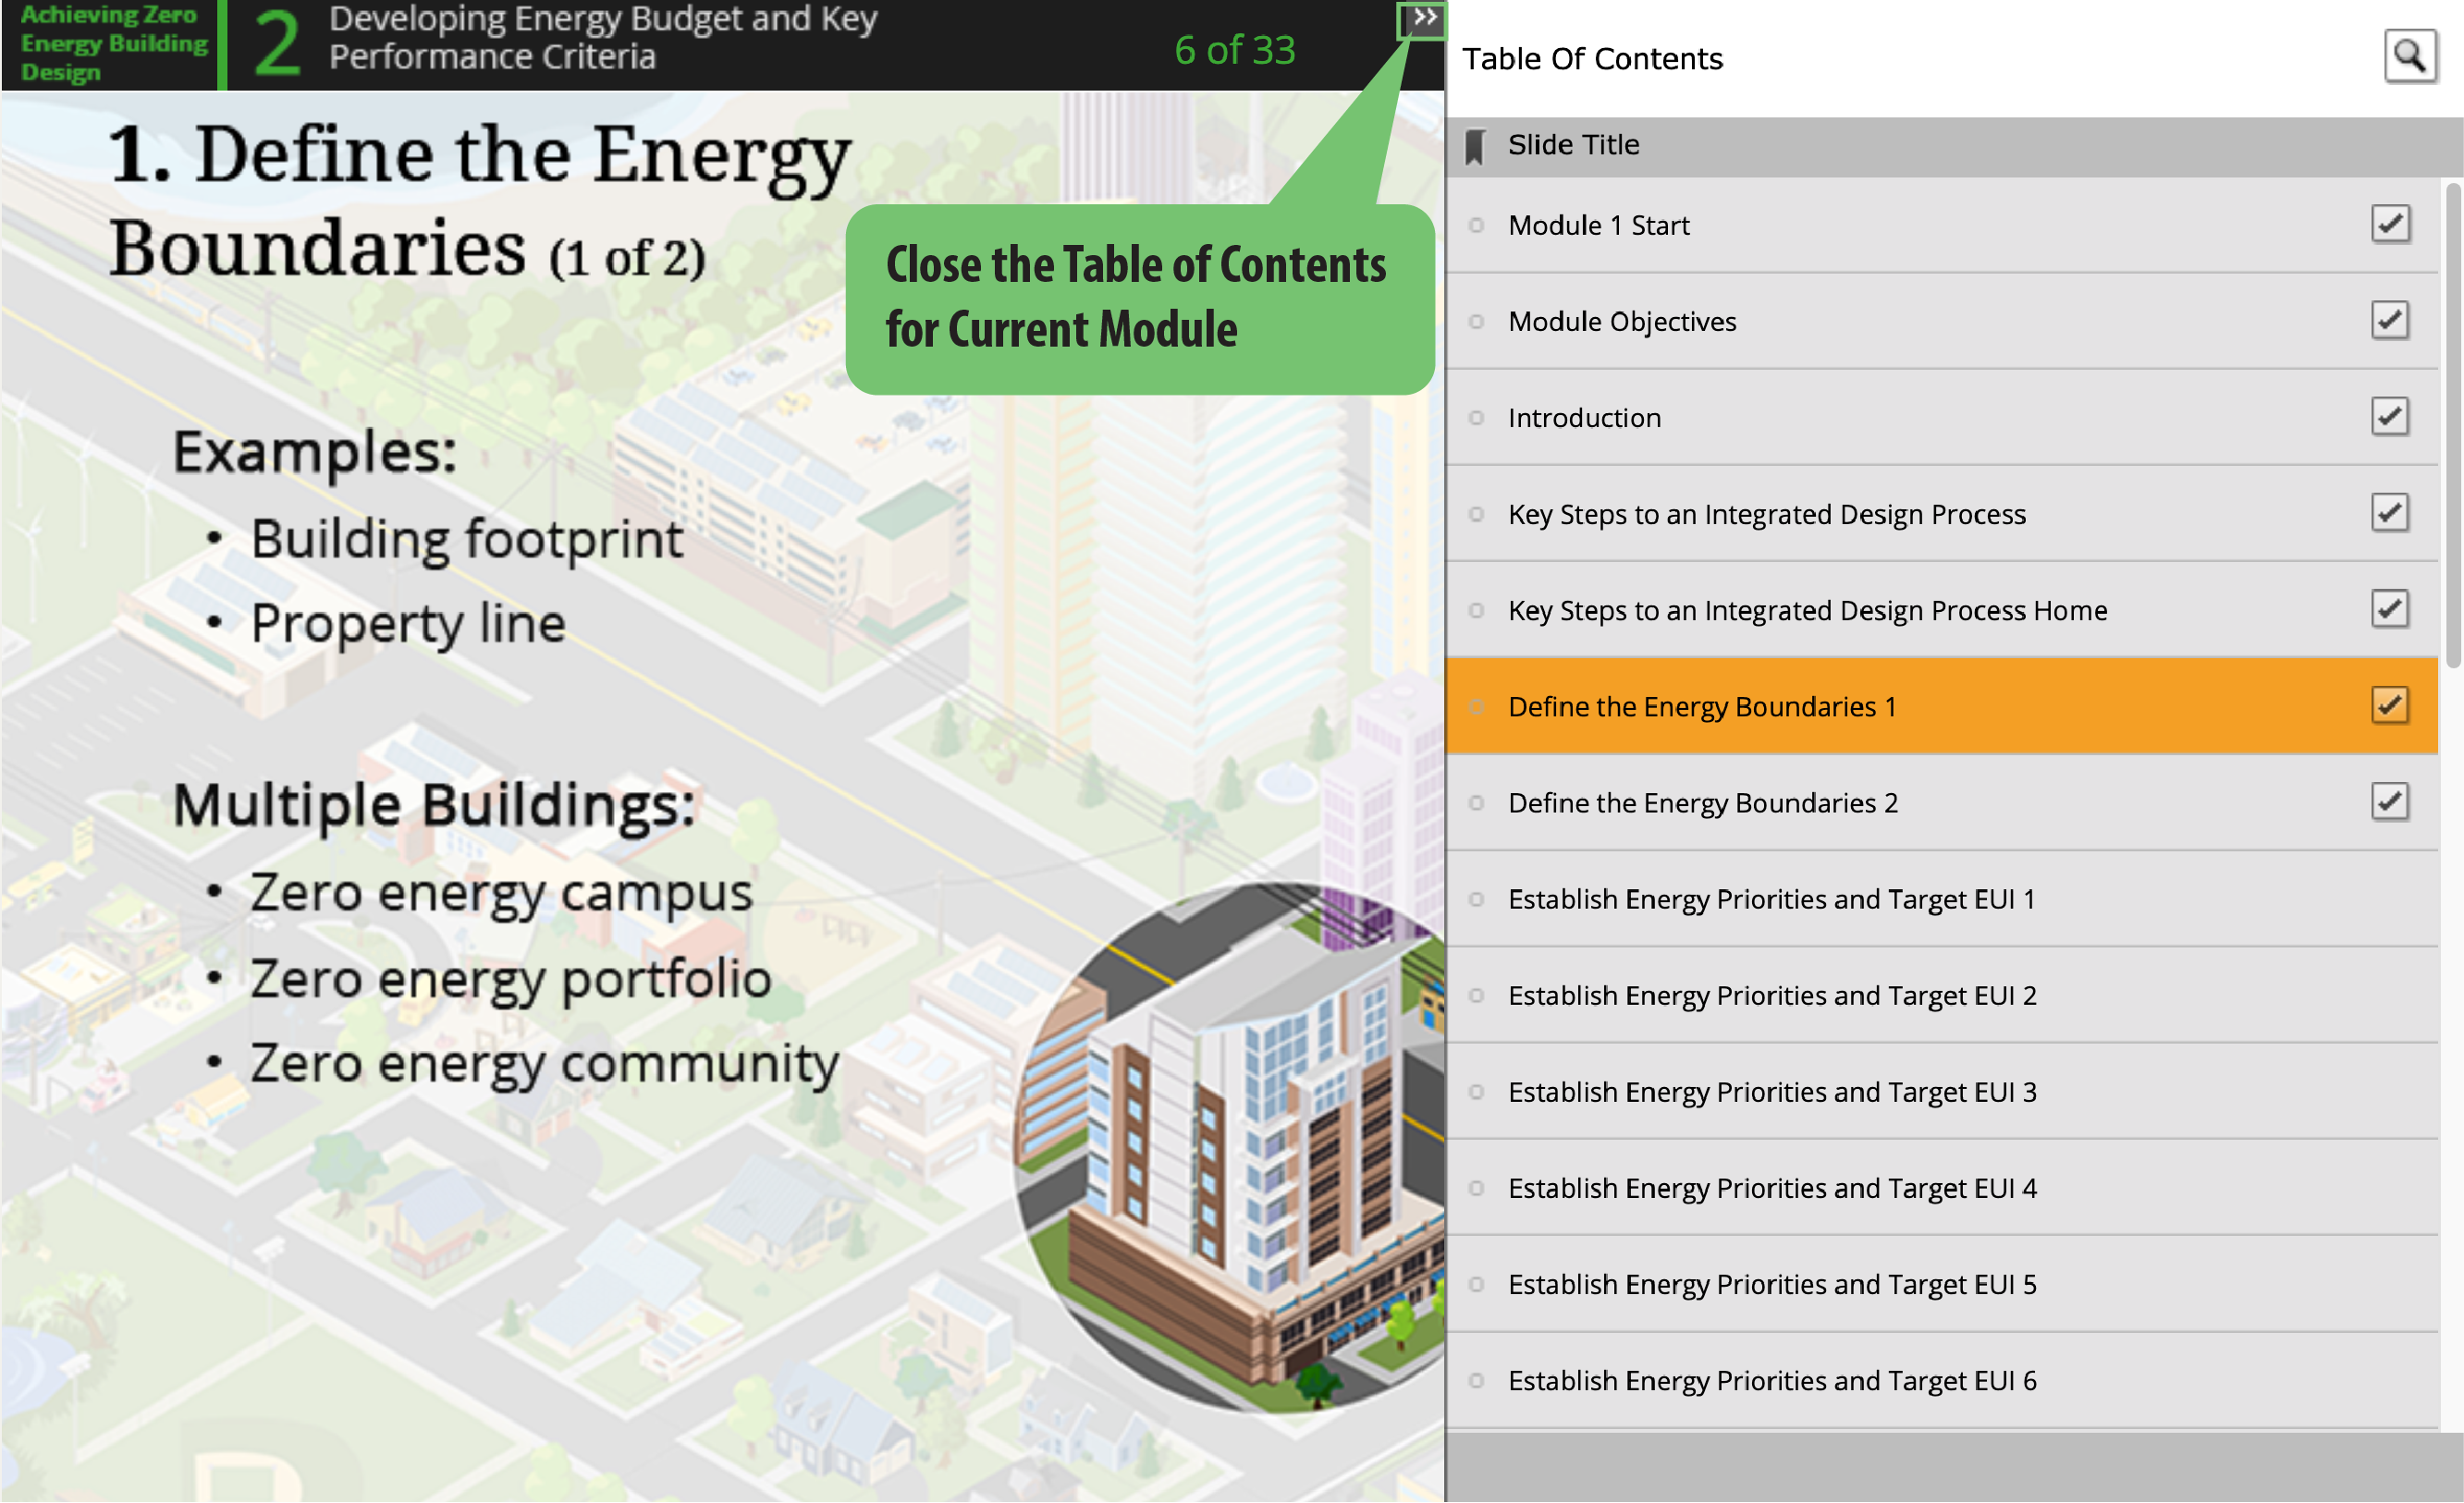 Achieving Zero
Energy Building
Design
2
Developing Energy Budget and Key
Performance Criteria
6 of 33
1. Define the Energy
Boundaries (1 of 2)
Close the Table of Contents
for Current Module
Examples:
• Building footprint
• Property line
Multiple Buildings:
• Zero energy campus
• Zero energy portfolio
• Zero energy community
Table Of Contents
Slide Title
Module 1 Start
Module Objectives
Introduction
Key Steps to an Integrated Design Process
Key Steps to an Integrated Design Process Home
Define the Energy Boundaries 1
Define the Energy Boundaries 2
Establish Energy Priorities and Target EUI 1
Establish Energy Priorities and Target EUI 2
Establish Energy Priorities and Target EUI 3
Establish Energy Priorities and Target EUI 4
Establish Energy Priorities and Target EUI 5
Establish Energy Priorities and Target EUI 6